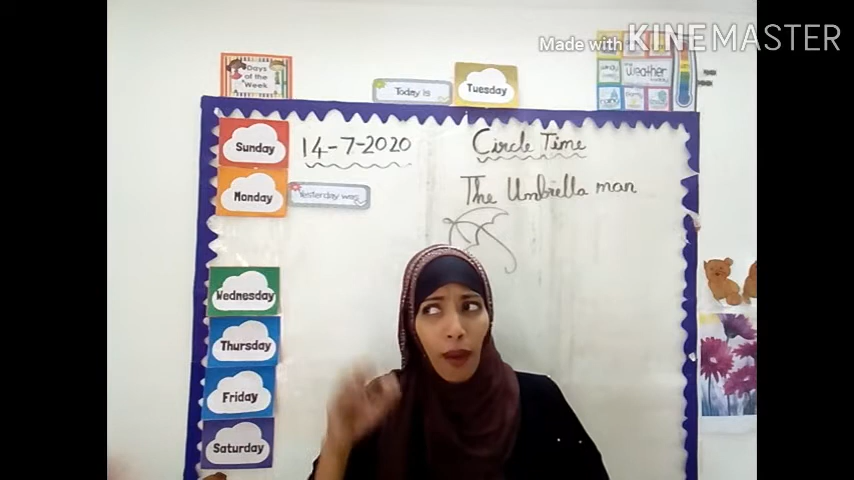 Made with KINEMASTER
Days
of the
Week
Today is
Tuesday
weather
Sunday
14-7-2020
Circle Time
Monday
Yesterday was
The Umbrella man
Wednesday
Thursday
Friday
Saturday